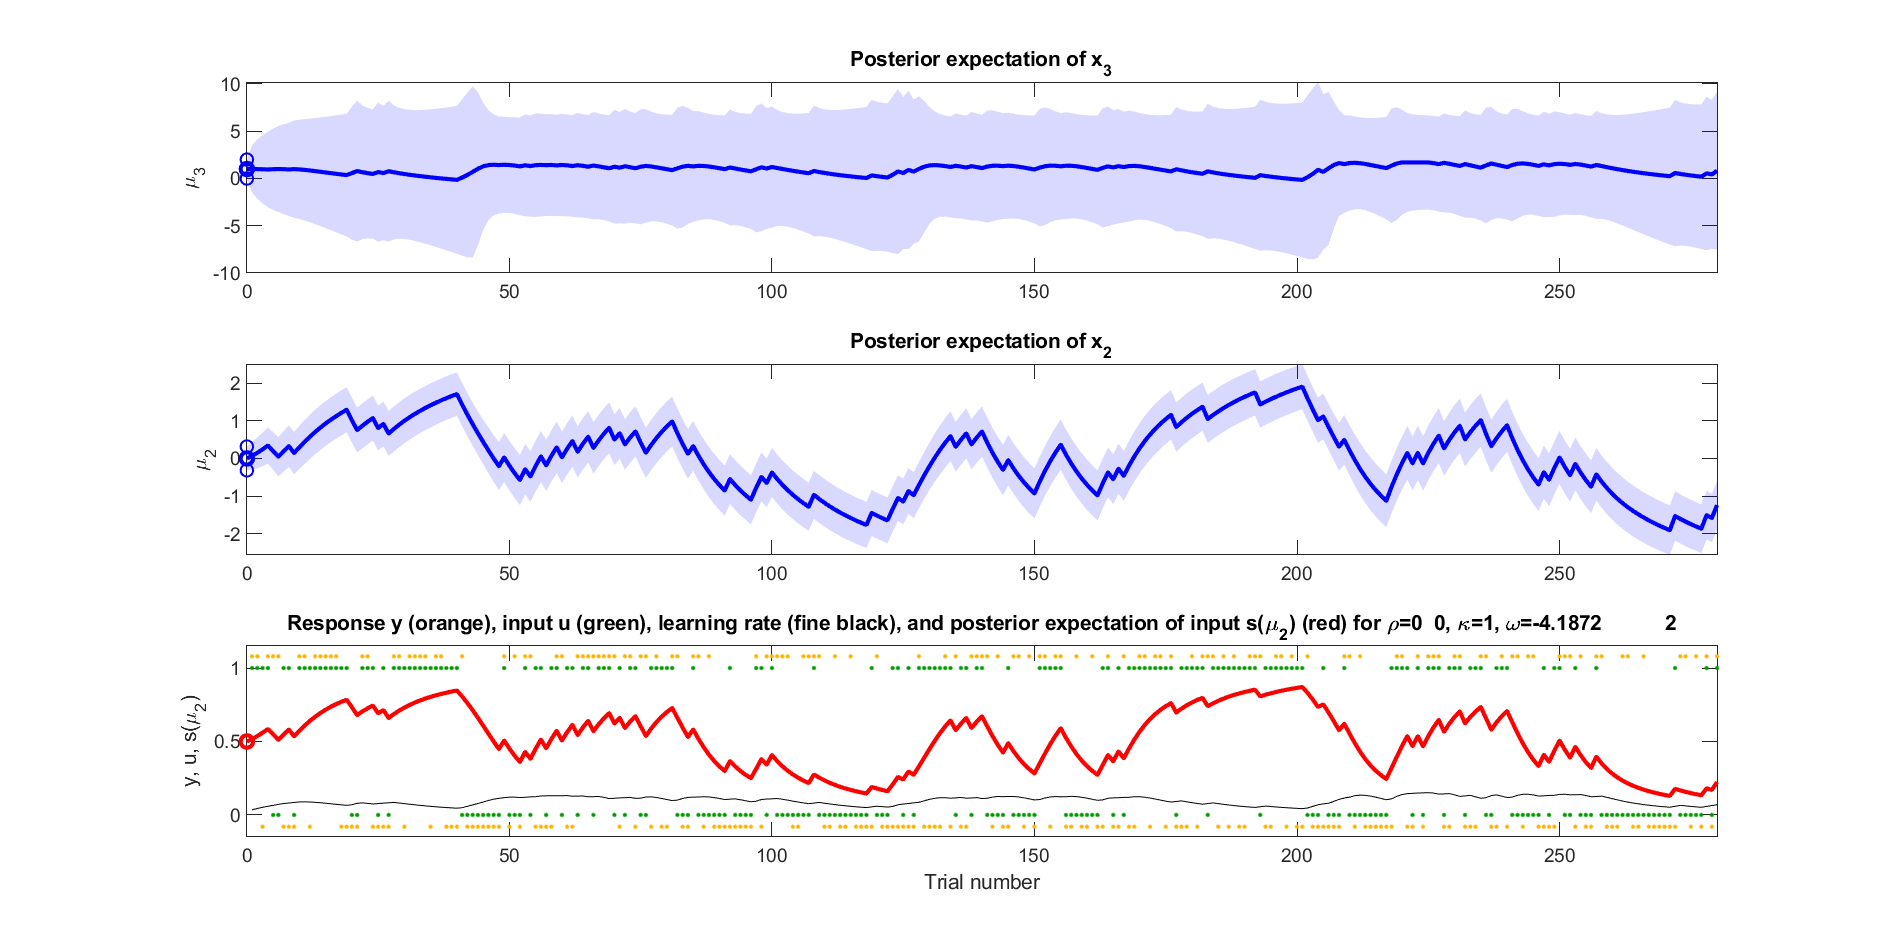 Posterior expectation of x3
10
5
0
-5
-10
μ3
0 50 100 150 200 250
Posterior expectation of x2
2
1
0
-1
-2
μ2
0 50 100 150 200 250
Response y (orange), input u (green), learning rate (fine black), and posterior expectation of input s(μ2) (red) for ρ=0 0, κ=1, ω=-4.1872 2
1
0.5
0
y, u, s(μ2)
0 50 100 150 200 250
Trial number